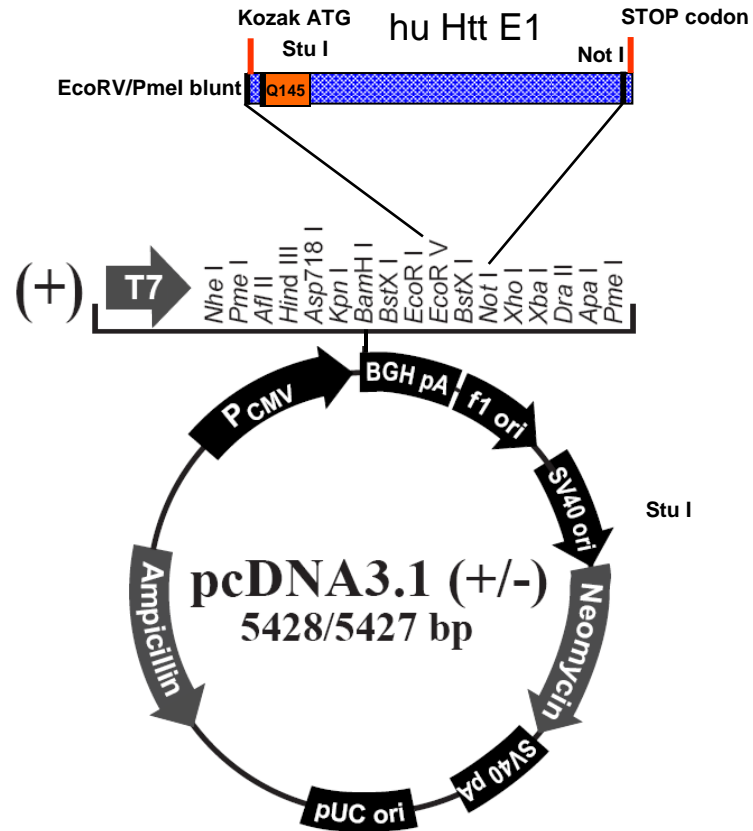 Kozak ATG
STOP codon
Stu I
hu Htt E1
Not I
EcoRV/PmeI blunt
Q145
(+)
T7
Nhe I
Pme I
Afl II
Hind III
Asp718 I
Kpn I
BamH I
BstX I
EcoR I
EcoR V
BstX I
Not I
Xho I
Xba I
Dra II
Apa I
Pme I
PCMV
BGH pA
f1 ori
SV40 ori
Stu I
Ampicillin
pcDNA3.1 (+/-)
5428/5427 bp
Neomycin
SV40 pA
pUC ori